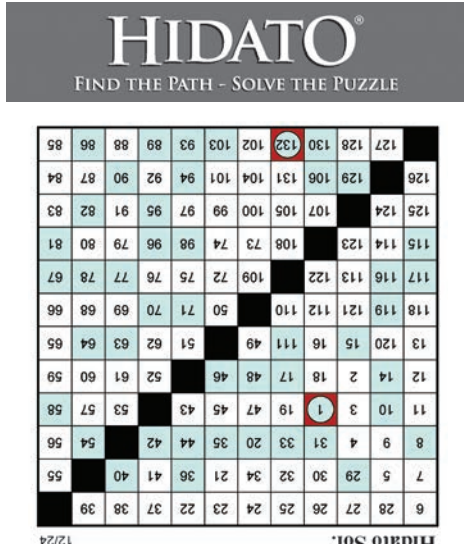 HIDATO®
FIND THE PATH - SOLVE THE PUZZLE
Hidato Sol. 12/24
6 28 27 26 25 24 23 22 37 38 39
7 5 29 30 32 34 21 36 41 40 55
8 9 4 31 33 20 35 44 42 54 56
11 10 3 1 19 47 45 43 53 57 58
12 14 2 18 17 48 46 52 61 60 59
13 120 15 16 111 49 51 62 63 64 65
118 119 121 112 110 50 71 70 69 68 66
117 116 113 122 109 72 75 76 77 78 67
115 114 123 108 73 74 98 96 79 80 81
125 124 107 105 100 99 97 95 91 82 83
126 129 106 131 104 101 94 92 90 87 84
127 128 130 132 102 103 93 89 88 86 85